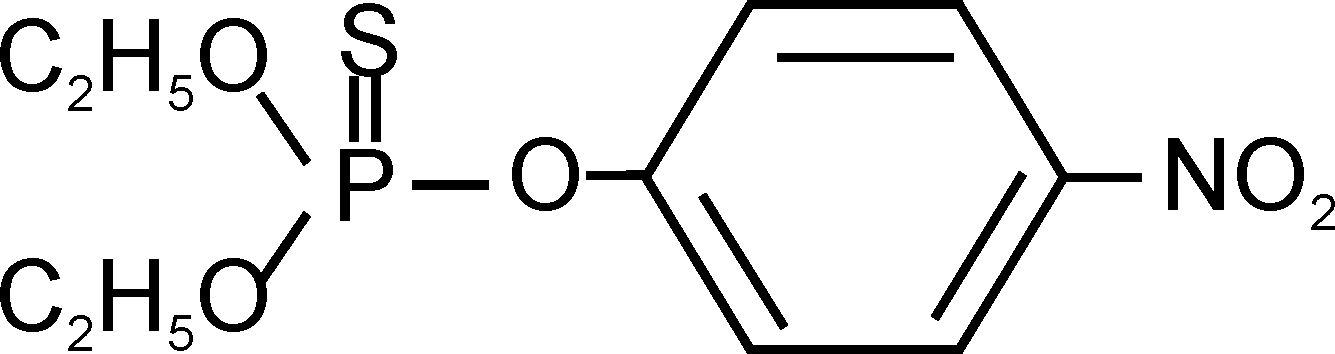 S
C₂H₅O
P O NO₂
C₂H₅O